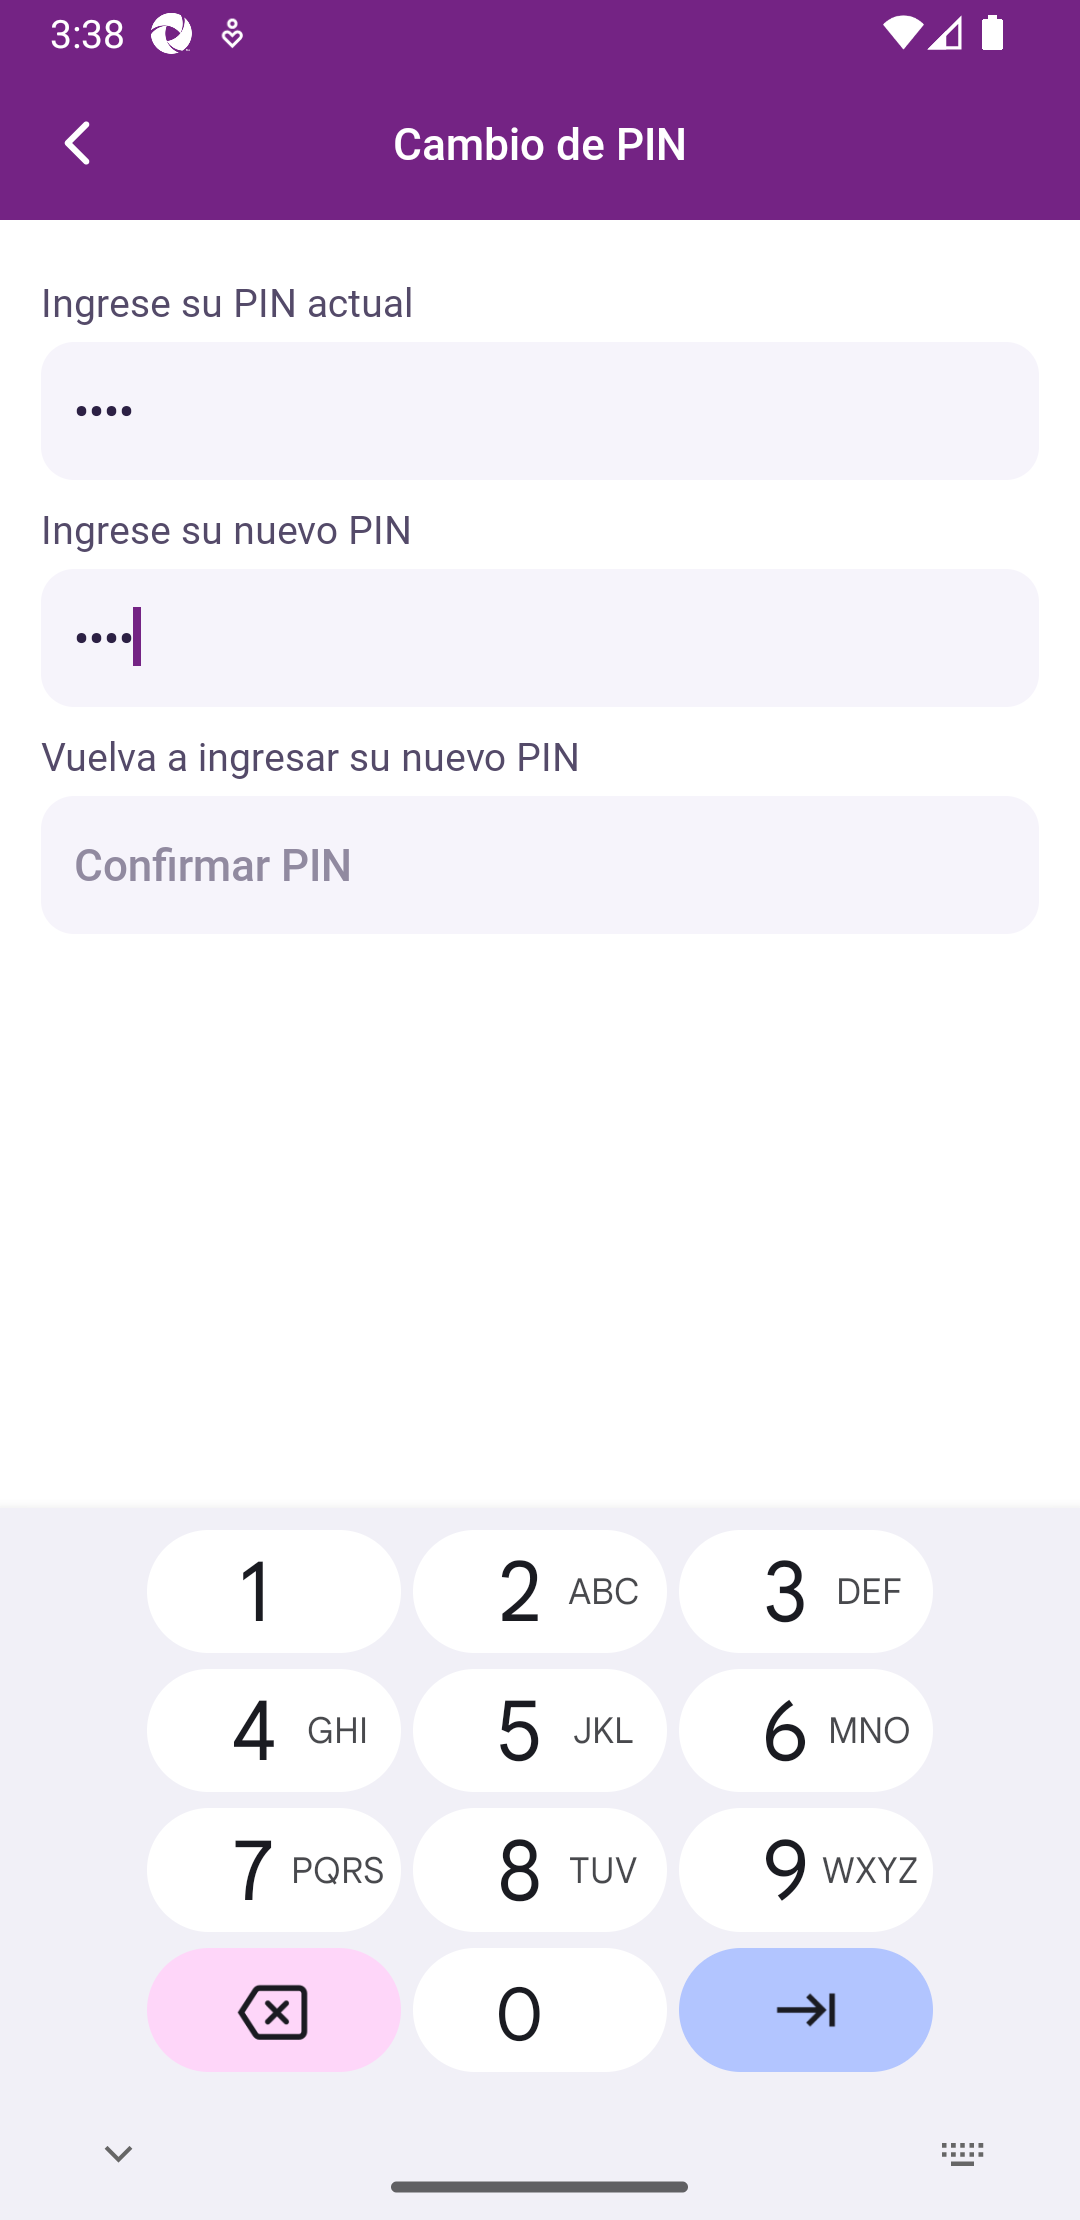 3:38
Cambio de PIN
Ingrese su PIN actual
••••
Ingrese su nuevo PIN
••••
Vuelva a ingresar su nuevo PIN
Confirmar PIN
1 2 ABC 3 DEF
4 GHI 5 JKL 6 MNO
7 PQRS 8 TUV 9 WXYZ
0